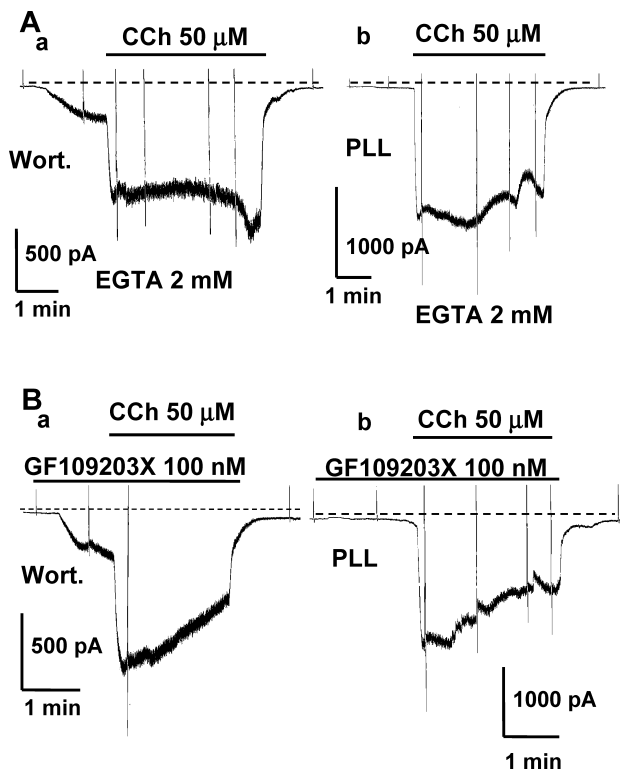 A
a
CCh 50 μM
Wort.
500 pA
1 min
EGTA 2 mM
b
CCh 50 μM
PLL
1000 pA
1 min
EGTA 2 mM
B
a
CCh 50 μM
GF109203X 100 nM
Wort.
500 pA
1 min
b
CCh 50 μM
GF109203X 100 nM
PLL
1000 pA
1 min